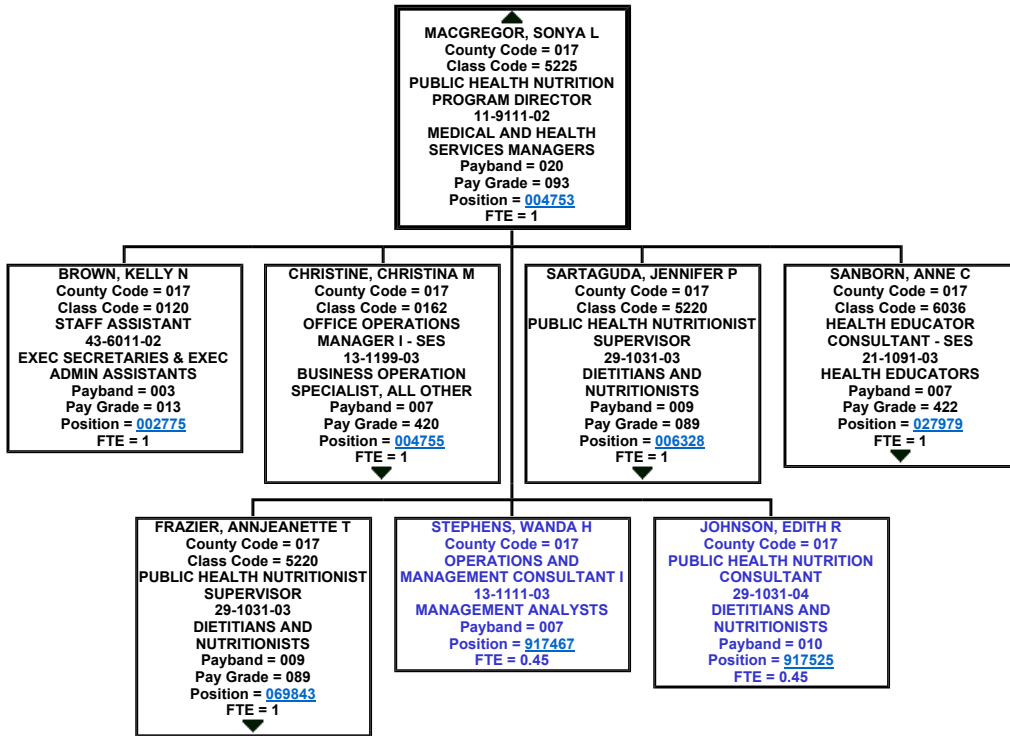 MACGREGOR, SONYA L
County Code = 017
Class Code = 5225
PUBLIC HEALTH NUTRITION
PROGRAM DIRECTOR
11-9111-02
MEDICAL AND HEALTH
SERVICES MANAGERS
Payband = 020
Pay Grade = 093
Position = 004753
FTE = 1
BROWN, KELLY N
County Code = 017
Class Code = 0120
STAFF ASSISTANT
43-6011-02
EXEC SECRETARIES & EXEC
ADMIN ASSISTANTS
Payband = 003
Pay Grade = 013
Position = 002775
FTE = 1
CHRISTINE, CHRISTINA M
County Code = 017
Class Code = 0162
OFFICE OPERATIONS
MANAGER I - SES
13-1199-03
BUSINESS OPERATION
SPECIALIST, ALL OTHER
Payband = 007
Pay Grade = 420
Position = 004755
FTE = 1
SARTAGUDA, JENNIFER P
County Code = 017
Class Code = 5220
PUBLIC HEALTH NUTRITIONIST
SUPERVISOR
29-1031-03
DIETITIANS AND
NUTRITIONISTS
Payband = 009
Pay Grade = 089
Position = 006328
FTE = 1
SANBORN, ANNE C
County Code = 017
Class Code = 6036
HEALTH EDUCATOR
CONSULTANT - SES
21-1091-03
HEALTH EDUCATORS
Payband = 007
Pay Grade = 422
Position = 027979
FTE = 1
FRAZIER, ANNJEANETTE T
County Code = 017
Class Code = 5220
PUBLIC HEALTH NUTRITIONIST
SUPERVISOR
29-1031-03
DIETITIANS AND
NUTRITIONISTS
Payband = 009
Pay Grade = 089
Position = 069843
FTE = 1
STEPHENS, WANDA H
County Code = 017
OPERATIONS AND
MANAGEMENT CONSULTANT I
13-1111-03
MANAGEMENT ANALYSTS
Payband = 007
Position = 917467
FTE = 0.45
JOHNSON, EDITH R
County Code = 017
PUBLIC HEALTH NUTRITION
CONSULTANT
29-1031-04
DIETITIANS AND
NUTRITIONISTS
Payband = 010
Position = 917525
FTE = 0.45